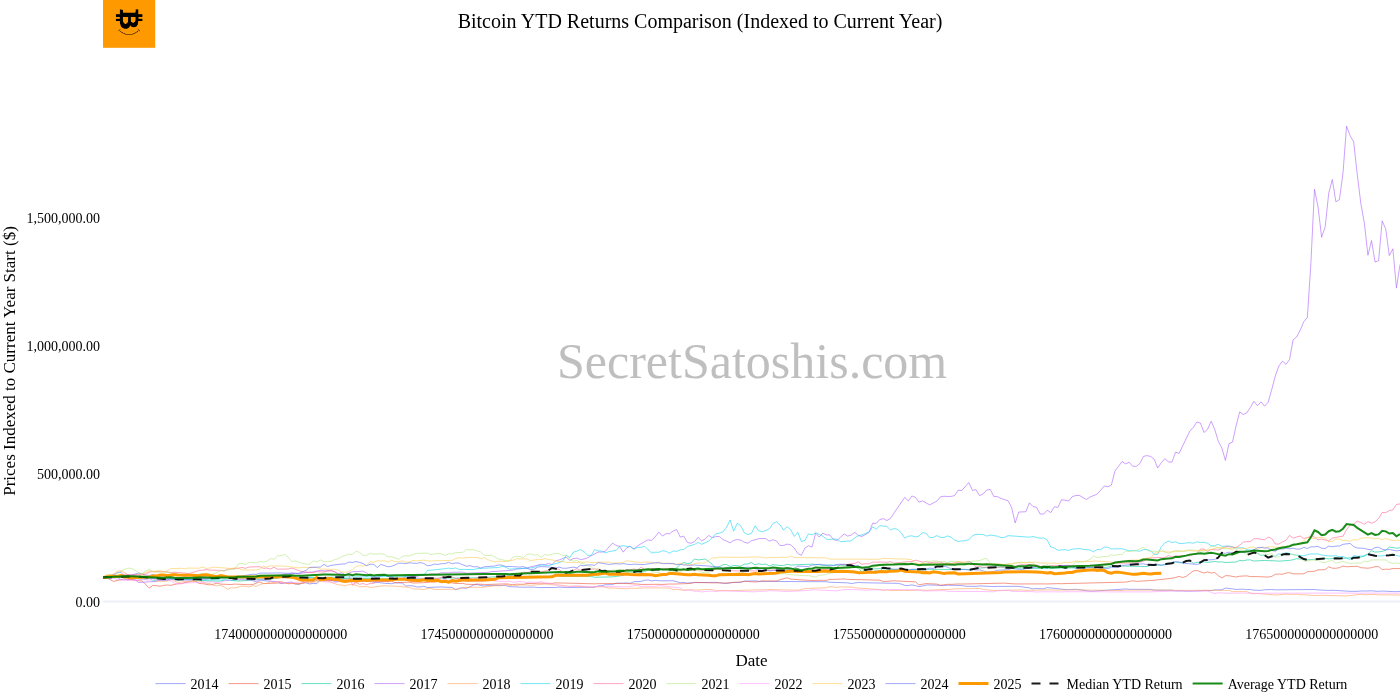 Bitcoin YTD Returns Comparison (Indexed to Current Year)
Prices Indexed to Current Year Start ($)
1,500,000.00
1,000,000.00
500,000.00
0.00
SecretSatoshis.com
1740000000000000000 1745000000000000000 1750000000000000000 1755000000000000000 1760000000000000000 1765000000000000000
Date
2014 2015 2016 2017 2018 2019 2020 2021 2022 2023 2024 2025 Median YTD Return Average YTD Return